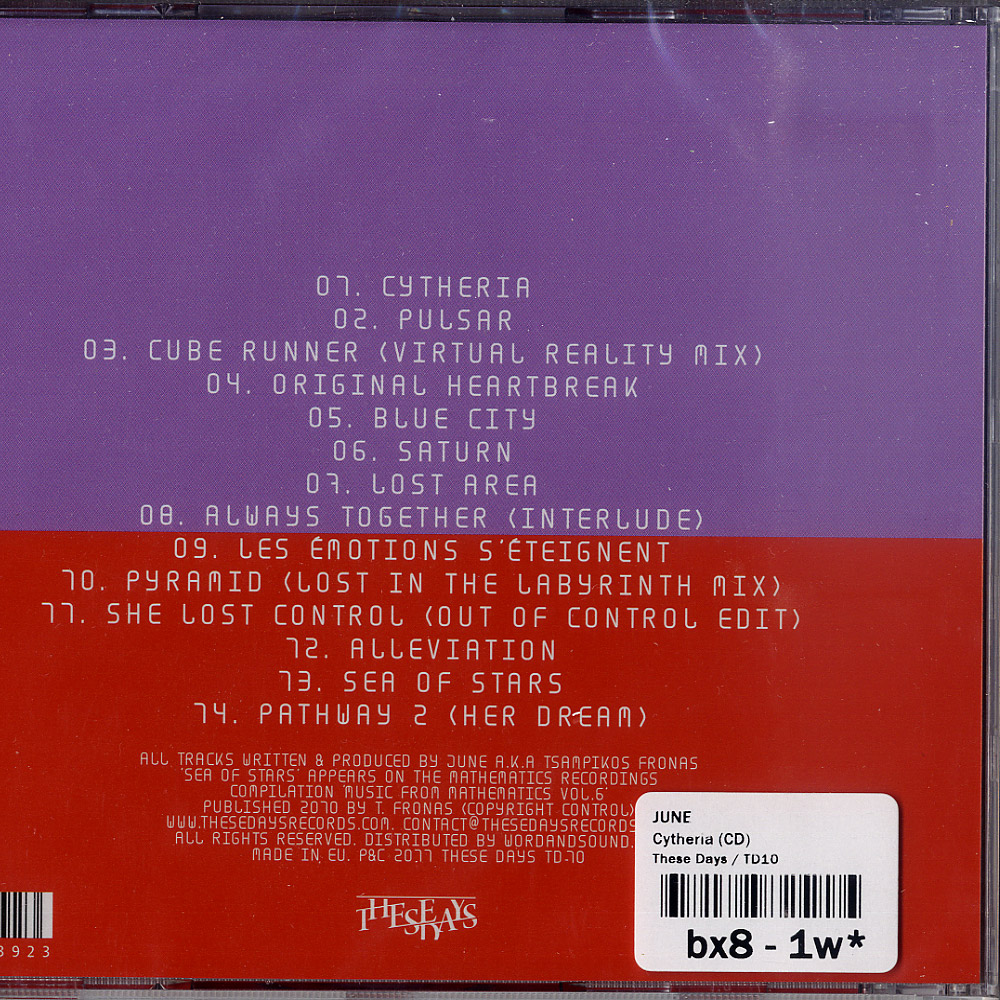 01. CYTHERIA
02. PULSAR
03. CUBE RUNNER (VIRTUAL REALITY MIX)
04. ORIGINAL HEARTBREAK
05. BLUE CITY
06. SATURN
07. LOST AREA
08. ALWAYS TOGETHER (INTERLUDE)
09. LES ÉMOTIONS S'ÉTEIGNENT
10. PYRAMID (LOST IN THE LABYRINTH MIX)
11. SHE LOST CONTROL (OUT OF CONTROL EDIT)
12. ALLEVIATION
13. SEA OF STARS
14. PATHWAY 2 (HER DREAM)
ALL TRACKS WRITTEN & PRODUCED BY JUNE A.K.A TSAMPIKOS FRONAS
'SEA OF STARS' APPEARS ON THE MATHEMATICS RECORDINGS
COMPILATION 'MUSIC FROM MATHEMATICS VOL.6'
PUBLISHED 2010 BY T. FRONAS (COPYRIGHT CONTROL)
WWW.THESEDAYSRECORDS.COM. CONTACT@THESEDAYSRECORDS
ALL RIGHTS RESERVED. DISTRIBUTED BY WORDANDSOUND.
MADE IN EU. P&C 2011 THESE DAYS TD-10
THESE DAYS
8923
JUNE
Cytheria (CD)
These Days / TD10
bx8 - 1w*